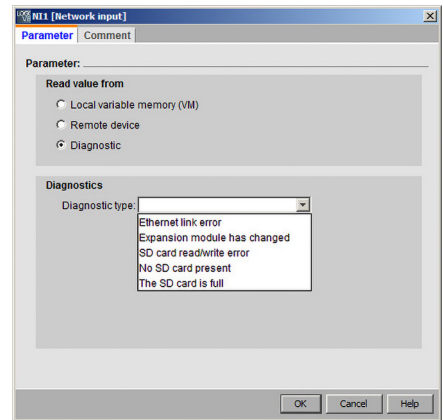 NI1 [Network input]
Parameter Comment
Parameter:
Read value from
Local variable memory (VM)
Remote device
Diagnostic
Diagnostics
Diagnostic type:
Ethernet link error
Expansion module has changed
SD card read/write error
No SD card present
The SD card is full
OK Cancel Help